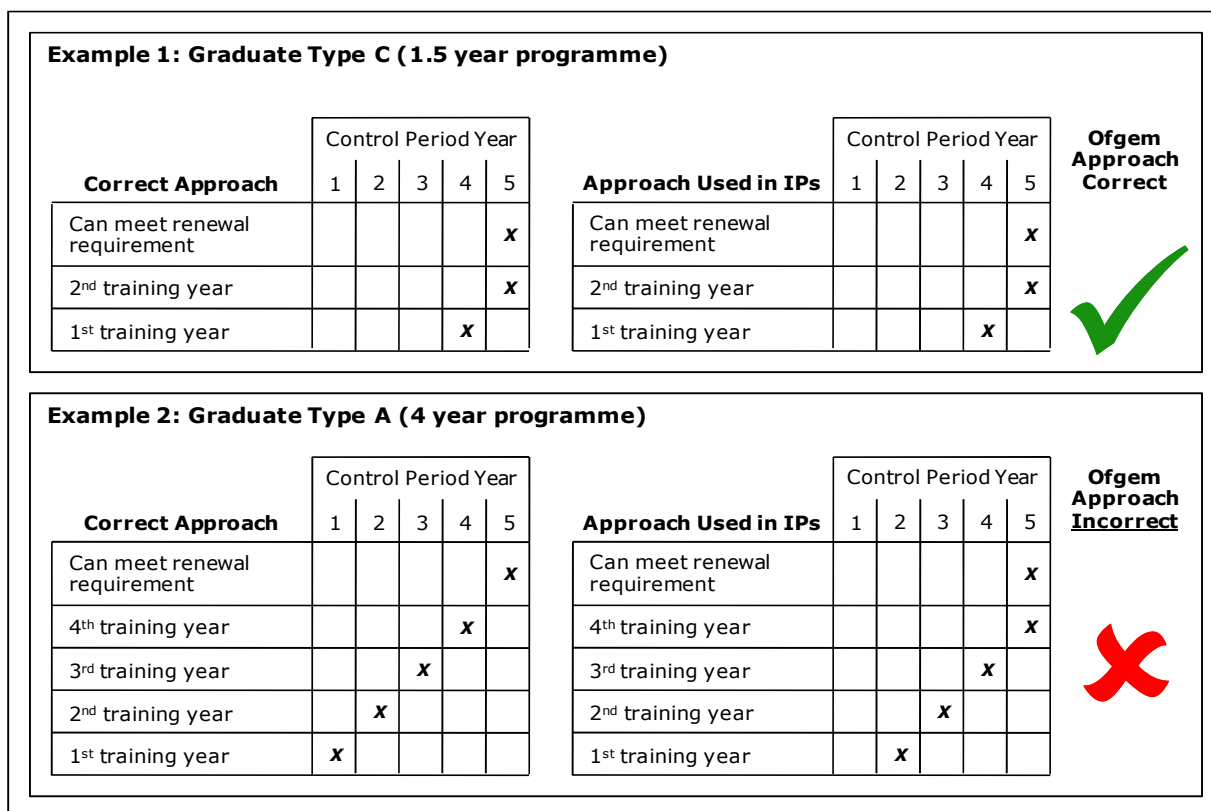 Example 1: Graduate Type C (1.5 year programme)
Control Period Year
Correct Approach 1 2 3 4 5
Can meet renewal
requirement x
2nd training year x
1st training year x
Control Period Year
Approach Used in IPs 1 2 3 4 5
Can meet renewal
requirement x
2nd training year x
1st training year x
Ofgem
Approach
Correct
Example 2: Graduate Type A (4 year programme)
Control Period Year
Correct Approach 1 2 3 4 5
Can meet renewal
requirement x
4th training year x
3rd training year x
2nd training year x
1st training year x
Control Period Year
Approach Used in IPs 1 2 3 4 5
Can meet renewal
requirement x
4th training year x
3rd training year x
2nd training year x
1st training year x
Ofgem
Approach
Incorrect